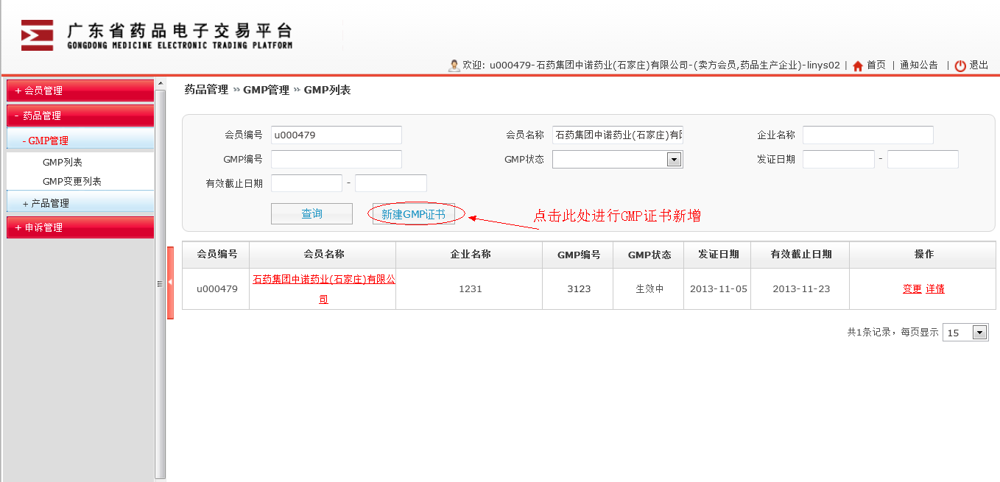 广东省药品电子交易平台
GONGDONG MEDICINE ELECTRONIC TRADING PLATFORM
欢迎: u000479-石药集团中诺药业(石家庄)有限公司-(卖方会员,药品生产企业)-linys02 | 首页 | 通知公告 | 退出
+ 会员管理
- 药品管理
- GMP管理
GMP列表
GMP变更列表
+ 产品管理
+ 申诉管理
药品管理 » GMP管理 » GMP列表
会员编号 u000479 会员名称 石药集团中诺药业(石家庄)有 企业名称
GMP编号 GMP状态 发证日期 -
有效截止日期 -
查询 新建GMP证书 点击此处进行GMP证书新增
会员编号 会员名称 企业名称 GMP编号 GMP状态 发证日期 有效截止日期 操作
u000479 石药集团中诺药业(石家庄)有限公 1231 3123 生效中 2013-11-05 2013-11-23 变更 详情
司
共1条记录，每页显示 15